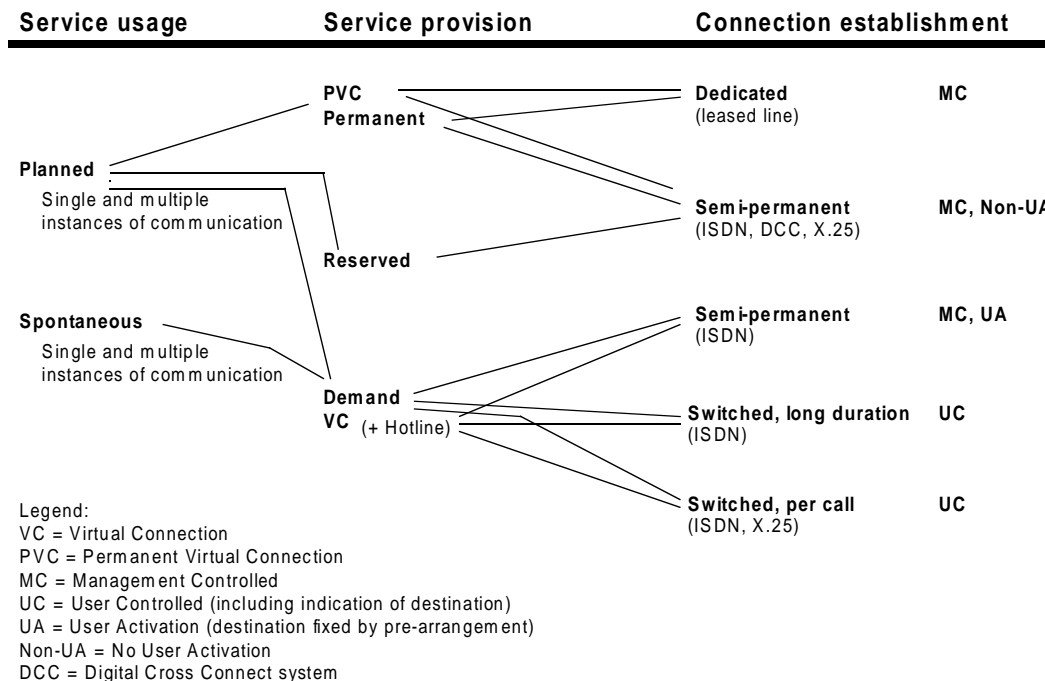 Service usage Service provision Connection establishment
PVC Dedicated MC
Permanent (leased line)
Planned
Single and multiple
instances of communication
Semi-permanent MC, Non-UA
(ISDN, DCC, X.25)
Reserved
Spontaneous
Single and multiple
instances of communication
Semi-permanent MC, UA
(ISDN)
Demand
VC (+ Hotline)
Switched, long duration UC
(ISDN)
Switched, per call UC
(ISDN, X.25)
Legend:
VC = Virtual Connection
PVC = Permanent Virtual Connection
MC = Management Controlled
UC = User Controlled (including indication of destination)
UA = User Activation (destination fixed by pre-arrangement)
Non-UA = No User Activation
DCC = Digital Cross Connect system